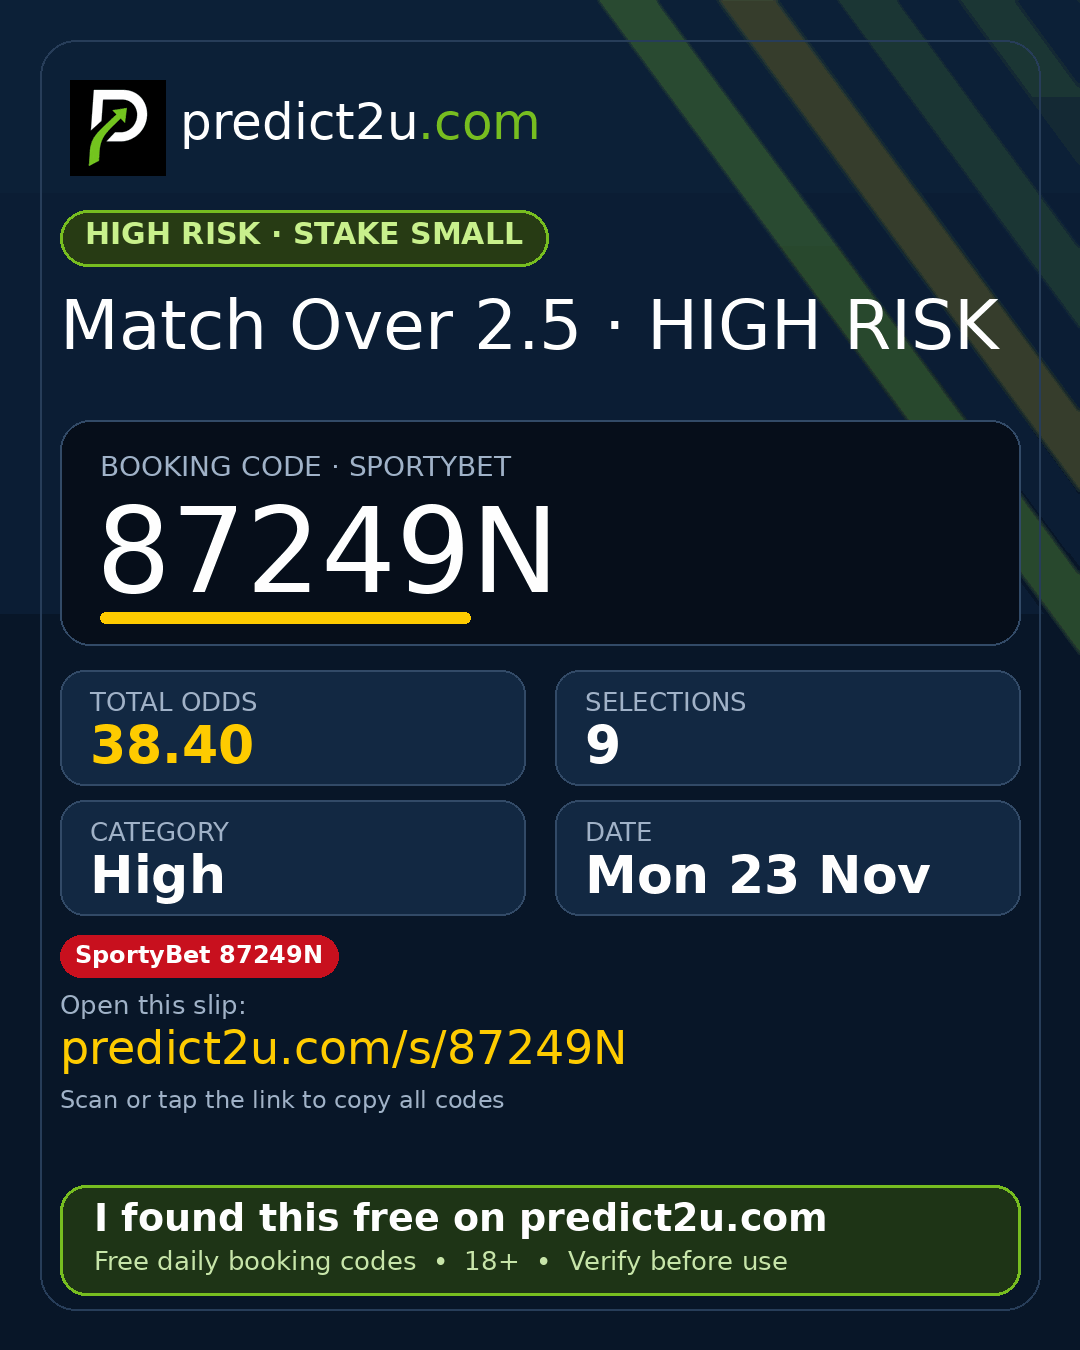 predict2u.com
HIGH RISK · STAKE SMALL
Match Over 2.5 · HIGH RISK
BOOKING CODE · SPORTYBET
87249N
TOTAL ODDS
38.40
SELECTIONS
9
CATEGORY
High
DATE
Mon 23 Nov
SportyBet 87249N
Open this slip:
predict2u.com/s/87249N
Scan or tap the link to copy all codes
I found this free on predict2u.com
Free daily booking codes • 18+ • Verify before use